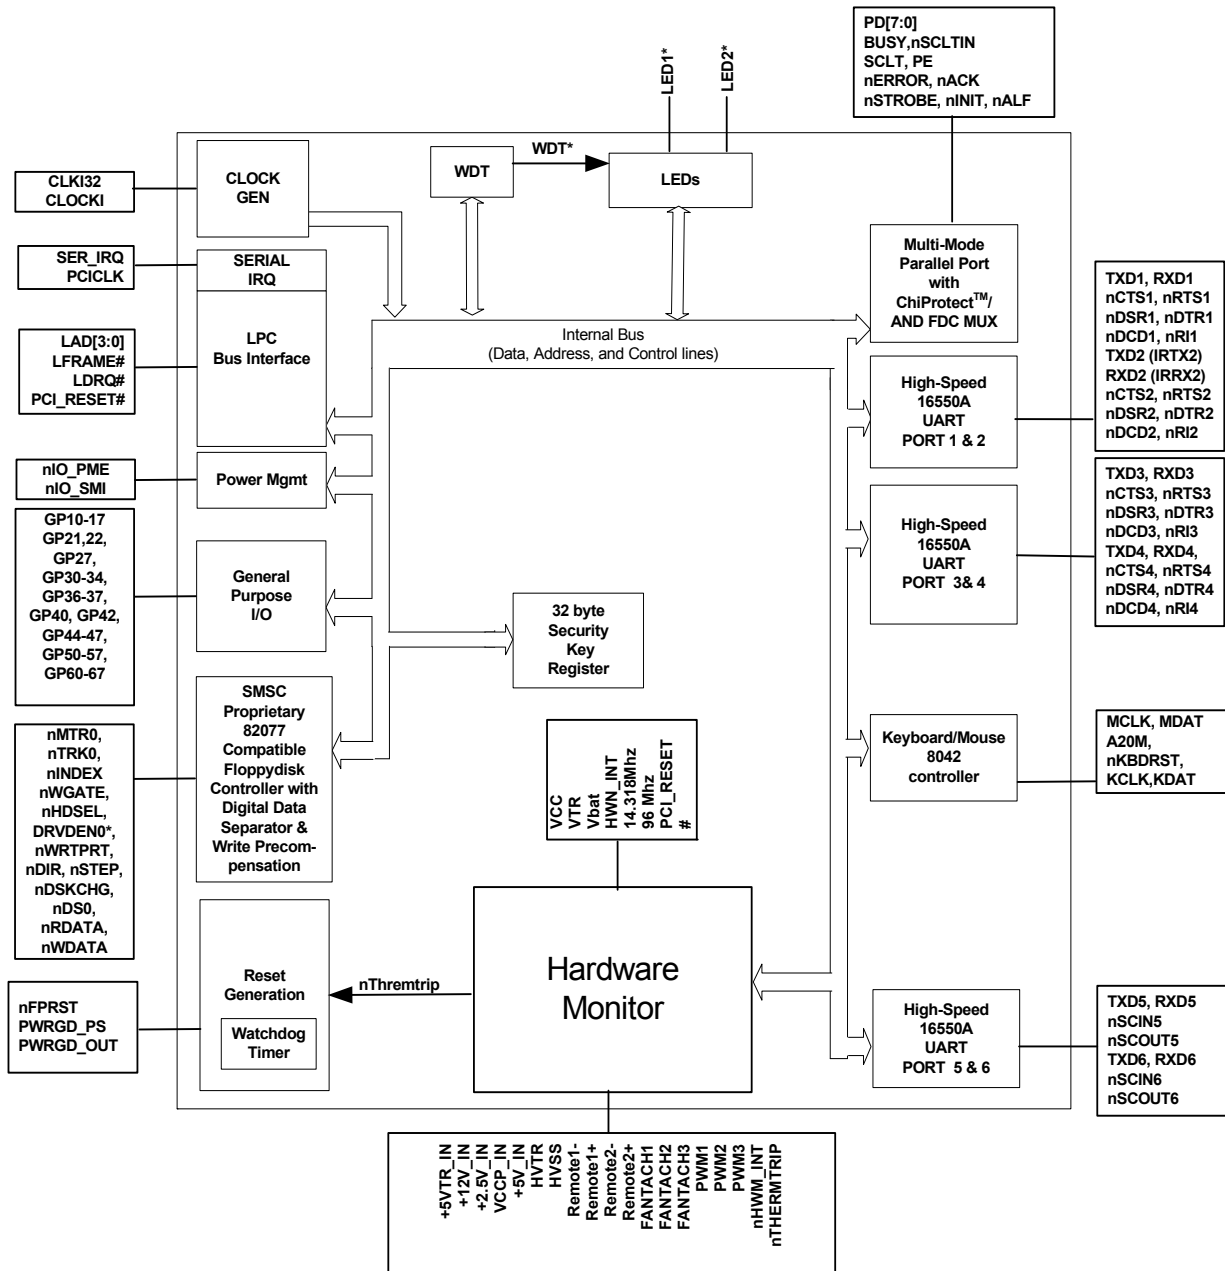 PD[7:0]
BUSY,nSCLTIN
SCLT, PE
nERROR, nACK
nSTROBE, nINIT, nALF
LED1*
LED2*
WDT*
WDT
LEDs
CLOCK
GEN
CLKI32
CLOCKI
SER_IRQ
PCICLK
SERIAL
IRQ
LPC
Bus Interface
LAD[3:0]
LFRAME#
LDRQ#
PCI_RESET#
Internal Bus
(Data, Address, and Control lines)
Multi-Mode
Parallel Port
with
ChiProtect™/
AND FDC MUX
High-Speed
16550A
UART
PORT 1 & 2
TXD1, RXD1
nCTS1, nRTS1
nDSR1, nDTR1
nDCD1, nRI1
TXD2 (IRTX2)
RXD2 (IRRX2)
nCTS2, nRTS2
nDSR2, nDTR2
nDCD2, nRI2
nIO_PME
nIO_SMI
Power Mgmt
High-Speed
16550A
UART
PORT 3& 4
TXD3, RXD3
nCTS3, nRTS3
nDSR3, nDTR3
nDCD3, nRI3
TXD4, RXD4,
nCTS4, nRTS4
nDSR4, nDTR4
nDCD4, nRI4
GP10-17
GP21,22,
GP27,
GP30-34,
GP36-37,
GP40, GP42,
GP44-47,
GP50-57,
GP60-67
General
Purpose
I/O
32 byte
Security
Key
Register
SMSC
Proprietary
82077
Compatible
Floppydisk
Controller with
Digital Data
Separator &
Write Precom-
pensation
nMTR0,
nTRK0,
nINDEX
nWGATE,
nHDSEL,
DRVDEN0*,
nWRTPRT,
nDIR, nSTEP,
nDSKCHG,
nDS0,
nRDATA,
nWDATA
VCC
VTR
Vbat
HWN_INT
14.318Mhz
96 Mhz
PCI_RESET
#
Keyboard/Mouse
8042
controller
MCLK, MDAT
A20M,
nKBDRST,
KCLK,KDAT
Hardware
Monitor
nThremtrip
Reset
Generation
Watchdog
Timer
nFPRST
PWRGD_PS
PWRGD_OUT
High-Speed
16550A
UART
PORT 5 & 6
TXD5, RXD5
nSCIN5
nSCOUT5
TXD6, RXD6
nSCIN6
nSCOUT6
+5VTR_IN
+12V_IN
+2.5V_IN
VCCP_IN
+5V_IN
HVTR
HVSS
Remote1-
Remote1+
Remote2-
Remote2+
FANTACH1
FANTACH2
FANTACH3
PWM1
PWM2
PWM3
nHWM_INT
nTHERMTRIP